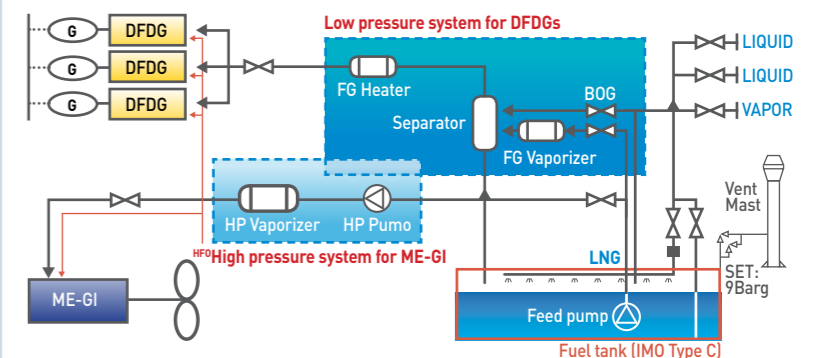 Low pressure system for DFDGs
G
DFDG
G
DFDG
G
DFDG
FG Heater
Separator
BOG
FG Vaporizer
LIQUID
LIQUID
VAPOR
HP Vaporizer
HP Pumo
Vent
Mast
HFO
High pressure system for ME-GI
LNG
SET:
9Barg
ME-GI
Feed pump
Fuel tank (IMO Type C)